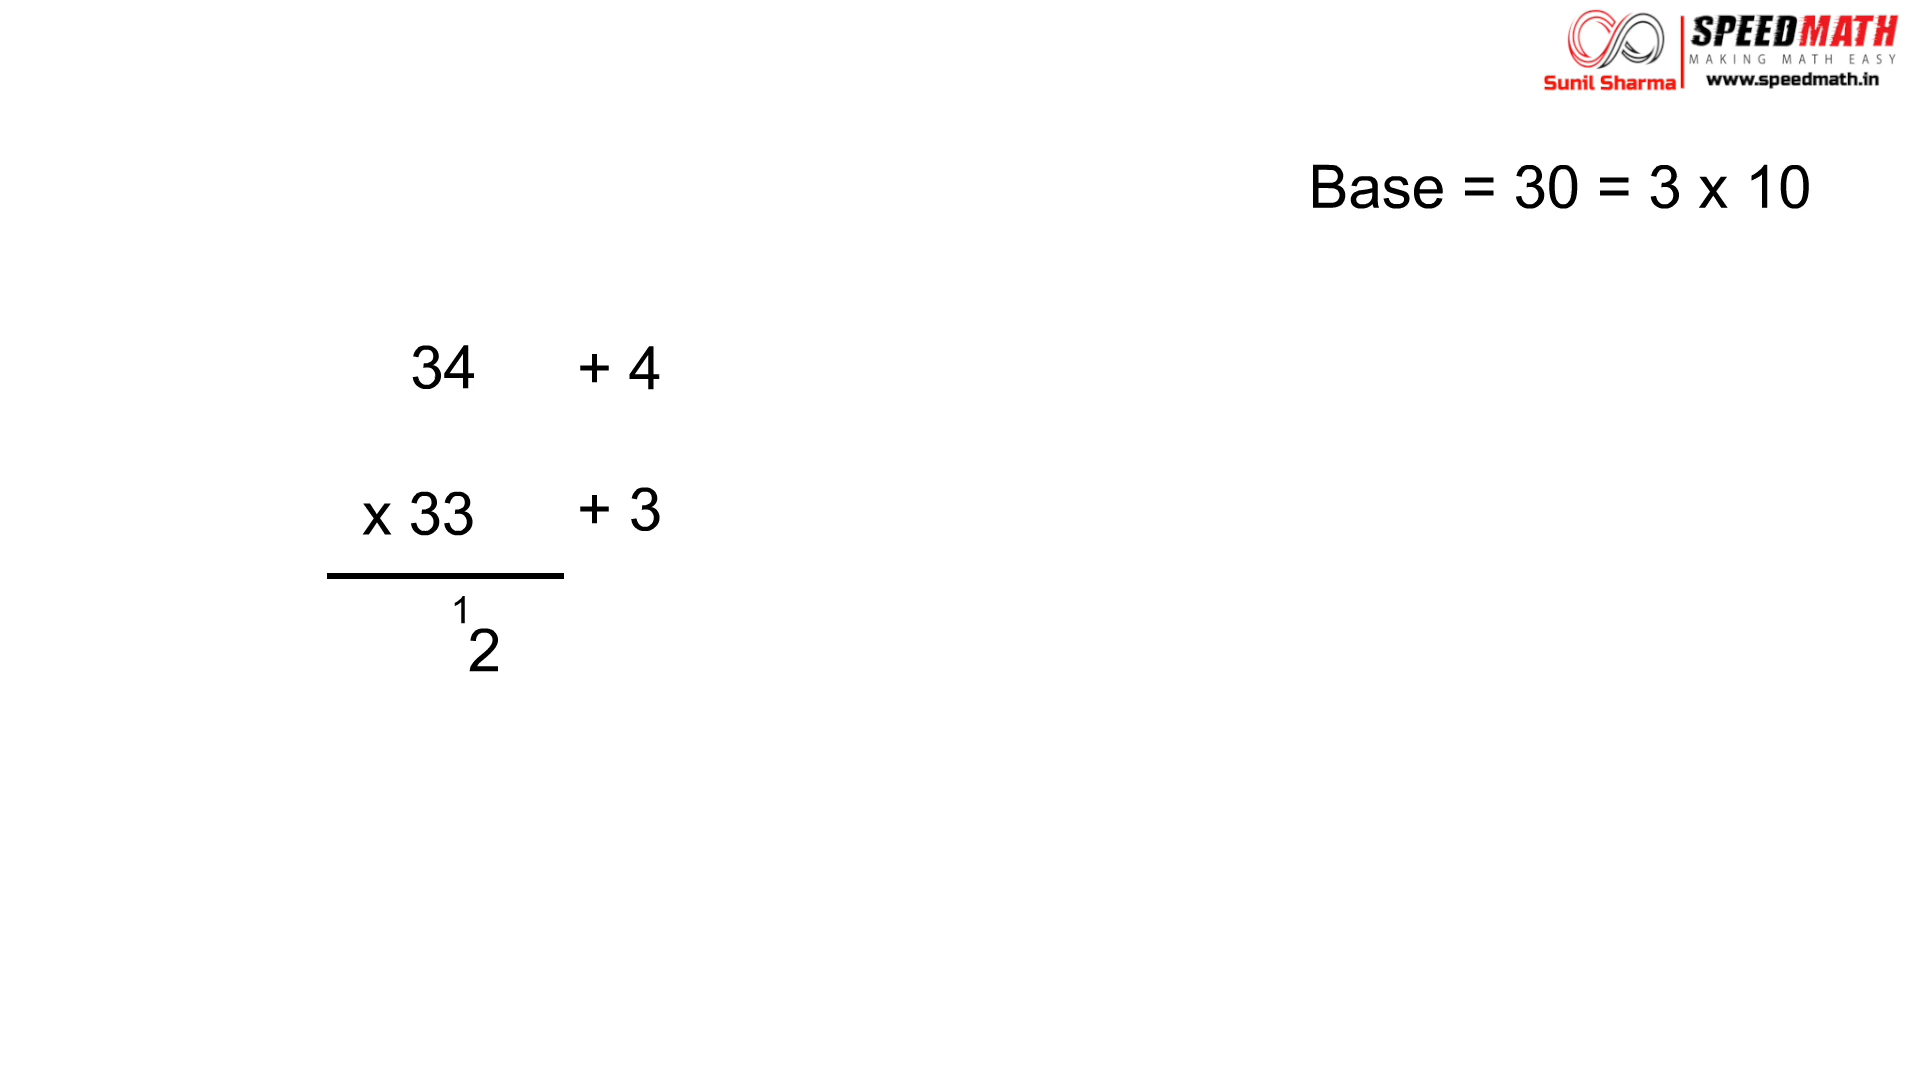 SPEEDMATH
MAKING MATH EASY
Sunil Sharma
www.speedmath.in
Base = 30 = 3 x 10
34 + 4
x 33 + 3
1
2